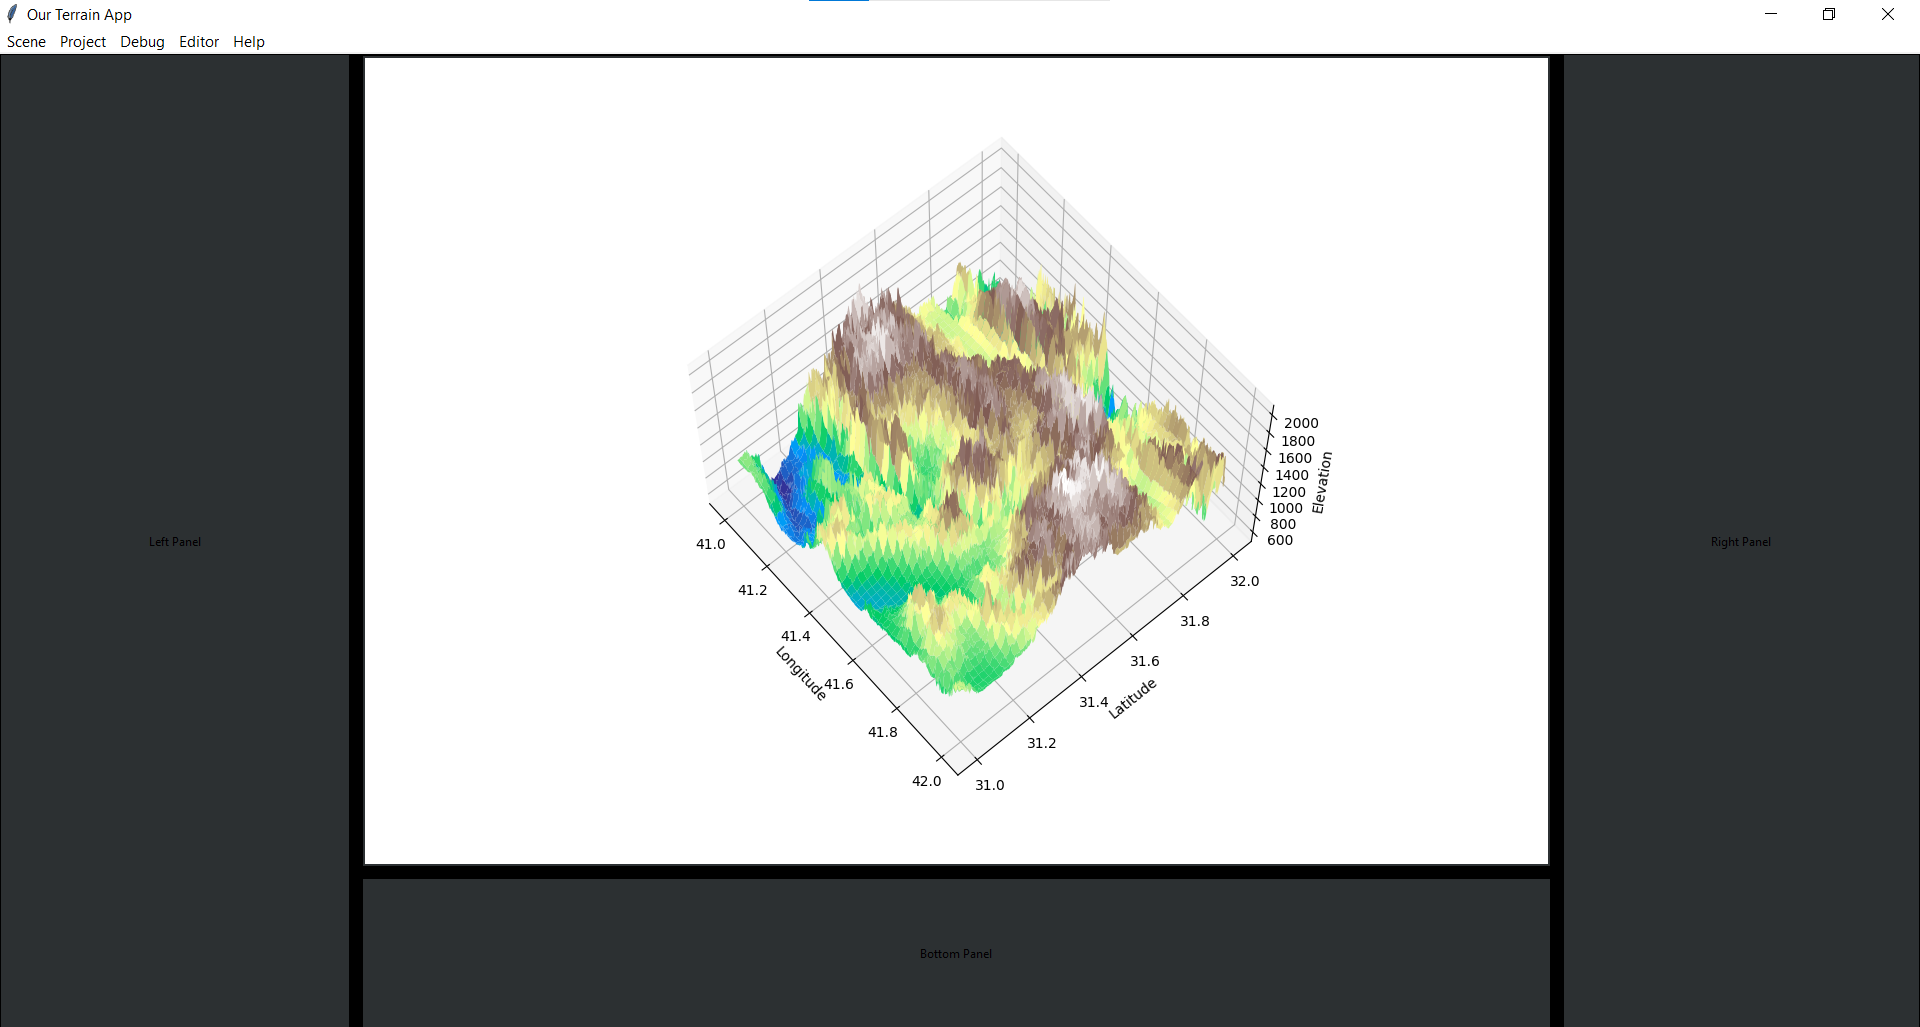 Our Terrain App
Scene Project Debug Editor Help
Left Panel
Right Panel
Bottom Panel
2000
1800
1600
1400
1200
1000
800
600
Elevation
41.0
41.2
41.4
41.6
41.8
42.0
Longitude
32.0
31.8
31.6
31.4
31.2
31.0
Latitude